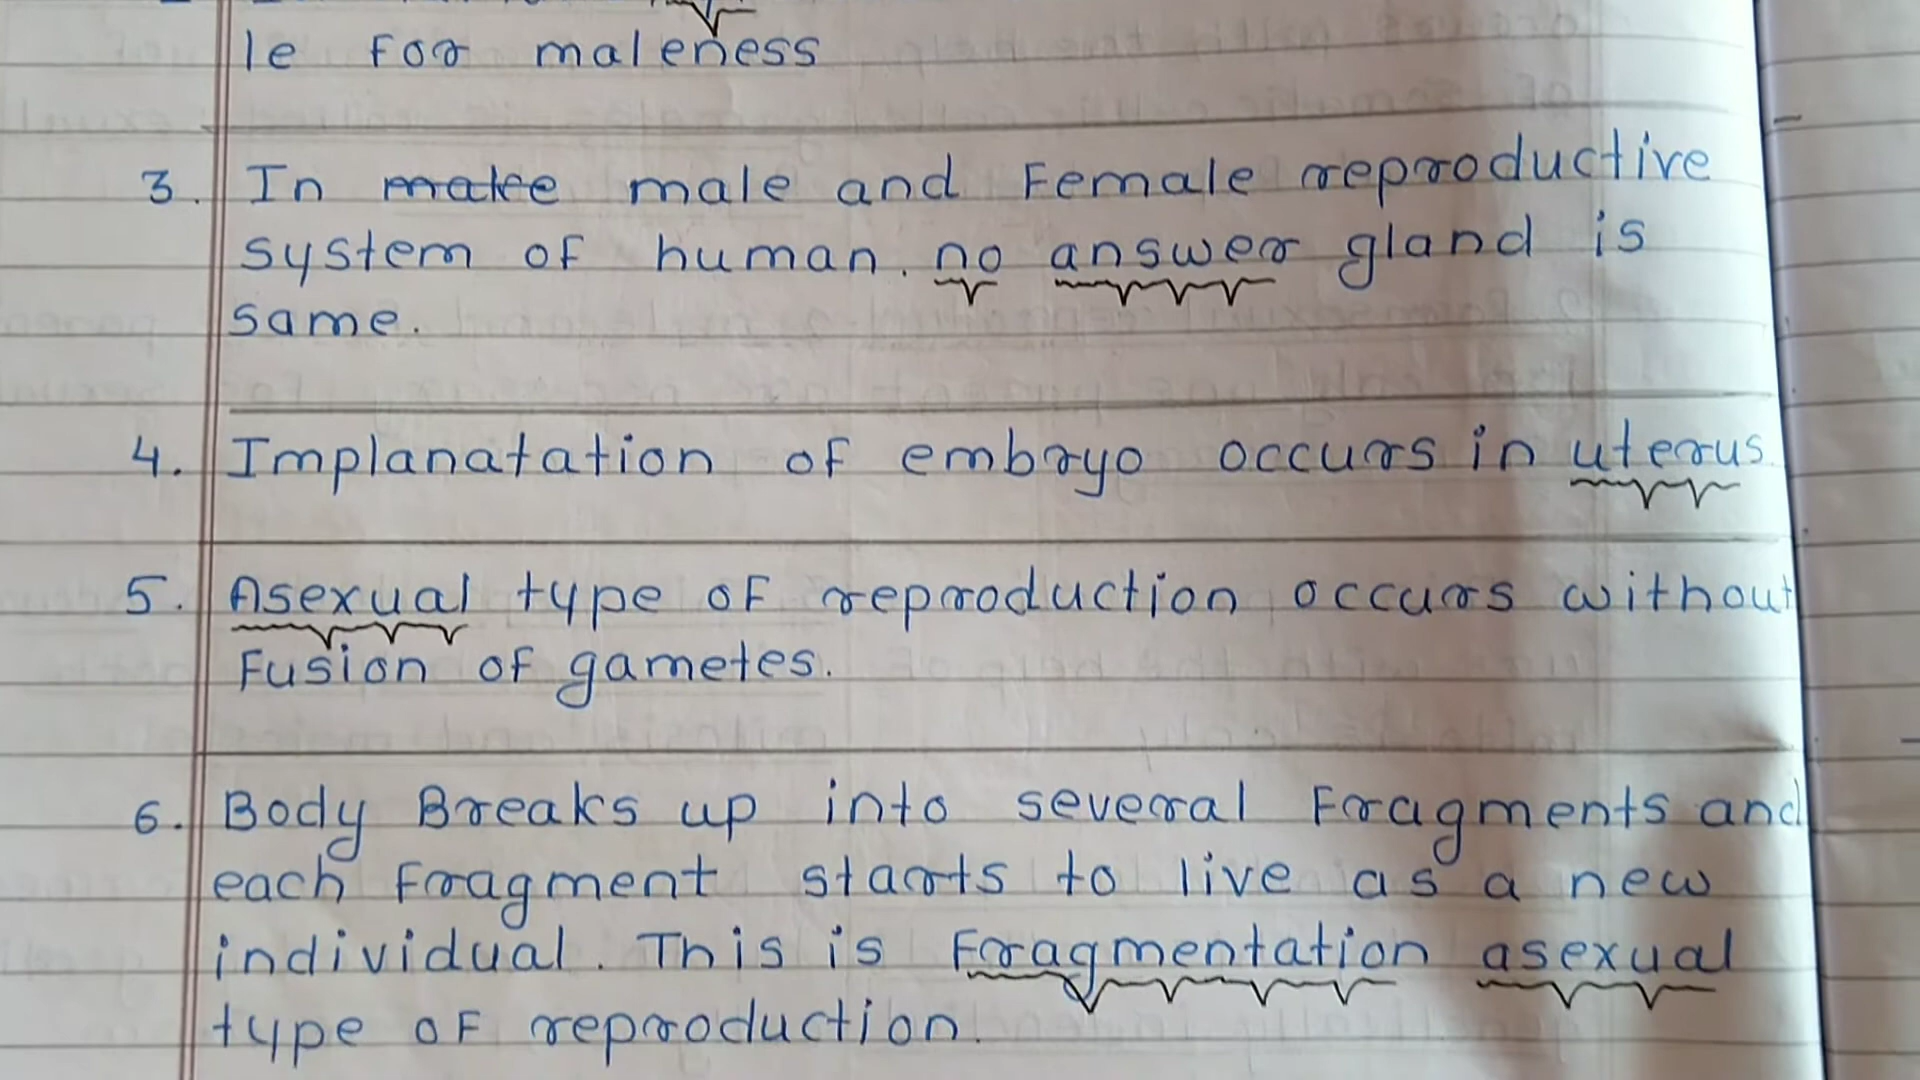 le for maleness
3. In make male and Female reproductive
system of human. no answer gland is
same.
4. Implanatation of embryo occurs in uterus
5. Asexual type of reproduction occurs without
Fusion of gametes.
6. Body Breaks up into several Fragments and
each Fragment starts to live as a new
individual. This is Fragmentation asexual
type of reproduction.